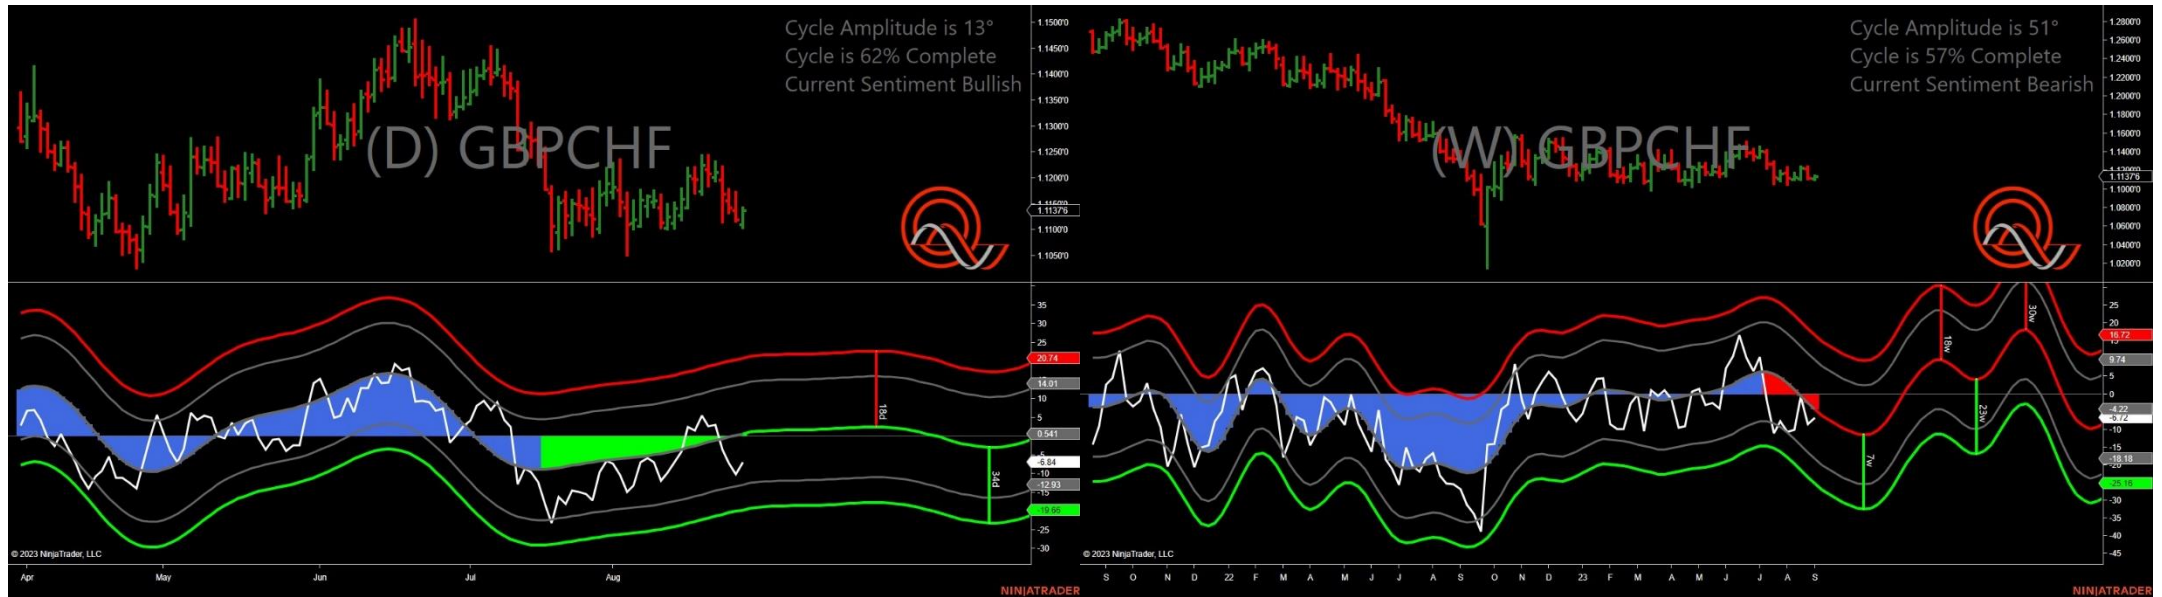 Cycle Amplitude is 13°
Cycle is 62% Complete
Current Sentiment Bullish
(D) GBPCHF
1.1500'0
1.1450'0
1.1400'0
1.1350'0
1.1300'0
1.1250'0
1.1200'0
1.1137'6
1.1100'0
1.1050'0
35
30
25
20.74
14.01
10
5
0.541
-6.84
-10
-12.93
-15
-19.66
-25
-30
18d
34d
© 2023 NinjaTrader, LLC
Apr May Jun Jul Aug
NINJATRADER
Cycle Amplitude is 51°
Cycle is 57% Complete
Current Sentiment Bearish
(W) GBPCHF
1.2800'0
1.2600'0
1.2400'0
1.2200'0
1.2000'0
1.1800'0
1.1600'0
1.1400'0
1.1137'6
1.1000'0
1.0800'0
1.0600'0
1.0400'0
1.0200'0
25
20
16.72
9.74
5
0
-4.22
-6.72
-10
-15
-18.18
-25.16
-30
-35
-40
-45
18w
30w
7w
23w
© 2023 NinjaTrader, LLC
S O N D 22 F M A M J J A S O N D 23 F M A M J J A S
NINJATRADER